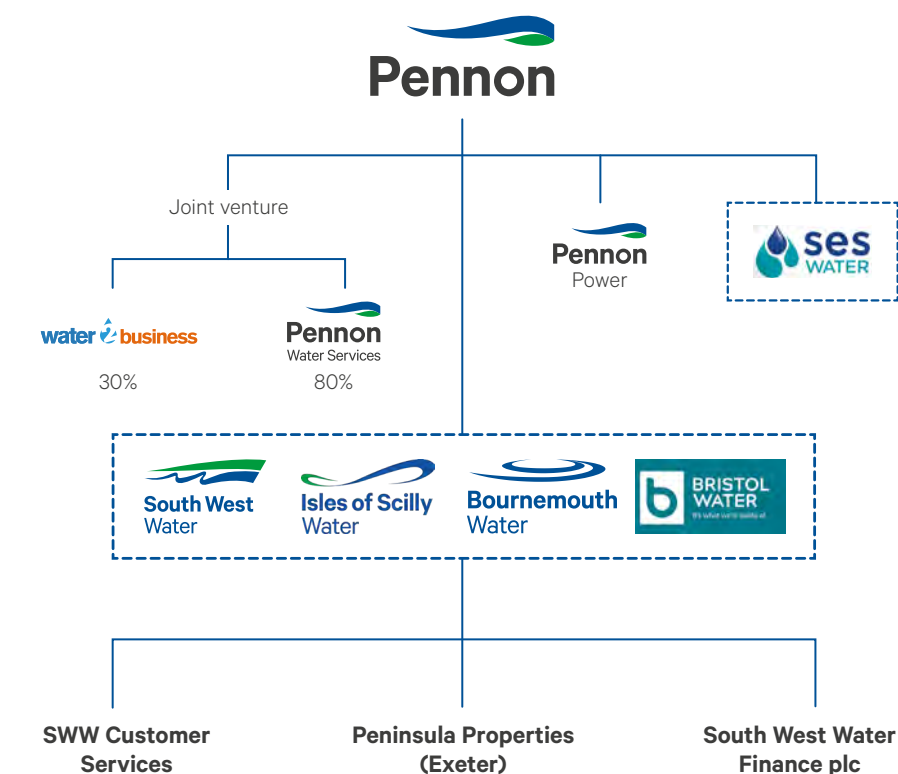 Pennon
Joint venture
Pennon
Power
ses
WATER
water 2 business
Pennon
Water Services
30%
80%
South West
Water
Isles of Scilly
Water
Bournemouth
Water
b
BRISTOL
WATER
SWW Customer
Services
Peninsula Properties
(Exeter)
South West Water
Finance plc